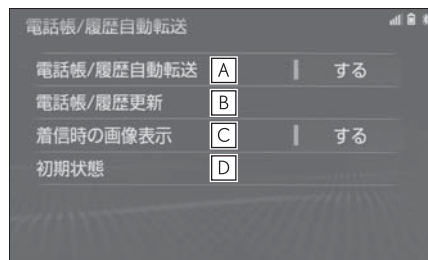 電話帳/履歴自動転送
電話帳/履歴自動転送 A する
電話帳/履歴更新 B
着信時の画像表示 C する
初期状態 D